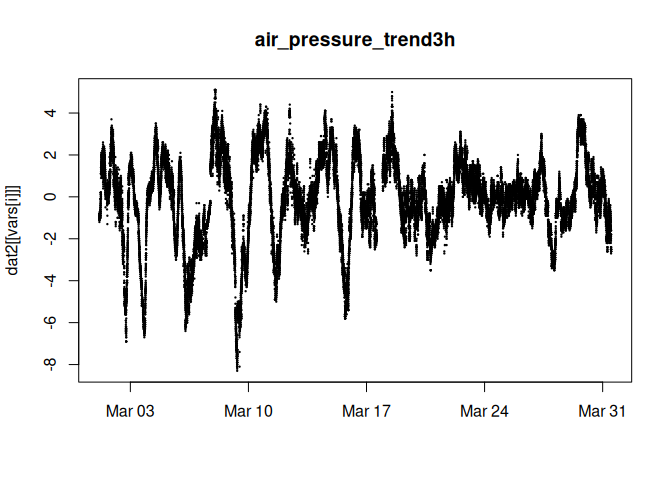 air_pressure_trend3h
dat2[[vars[i]]]
4
2
0
-2
-4
-6
-8
Mar 03
Mar 10
Mar 17
Mar 24
Mar 31